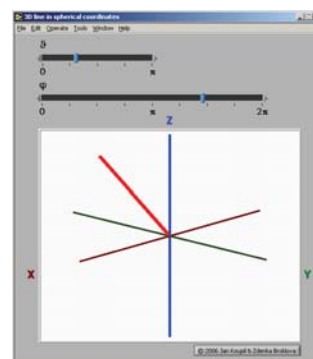 3D line in spherical coordinates
File Edit Operate Tools Window Help
ϑ
0 π
φ
0 π 2π
Z
X Y
© 2006 Jan Koupil & Zdenka Broklova